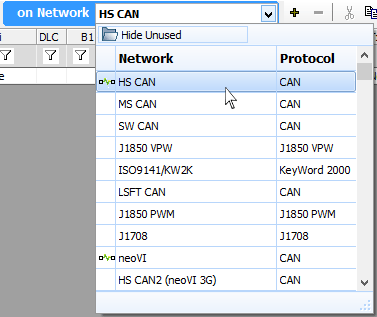 on Network HS CAN
i DLC B1
Hide Unused
e
Network Protocol
HS CAN CAN
MS CAN CAN
SW CAN CAN
J1850 VPW J1850 VPW
ISO9141/KW2K KeyWord 2000
LSFT CAN CAN
J1850 PWM J1850 PWM
J1708 J1708
neoVI CAN
HS CAN2 (neoVI 3G) CAN